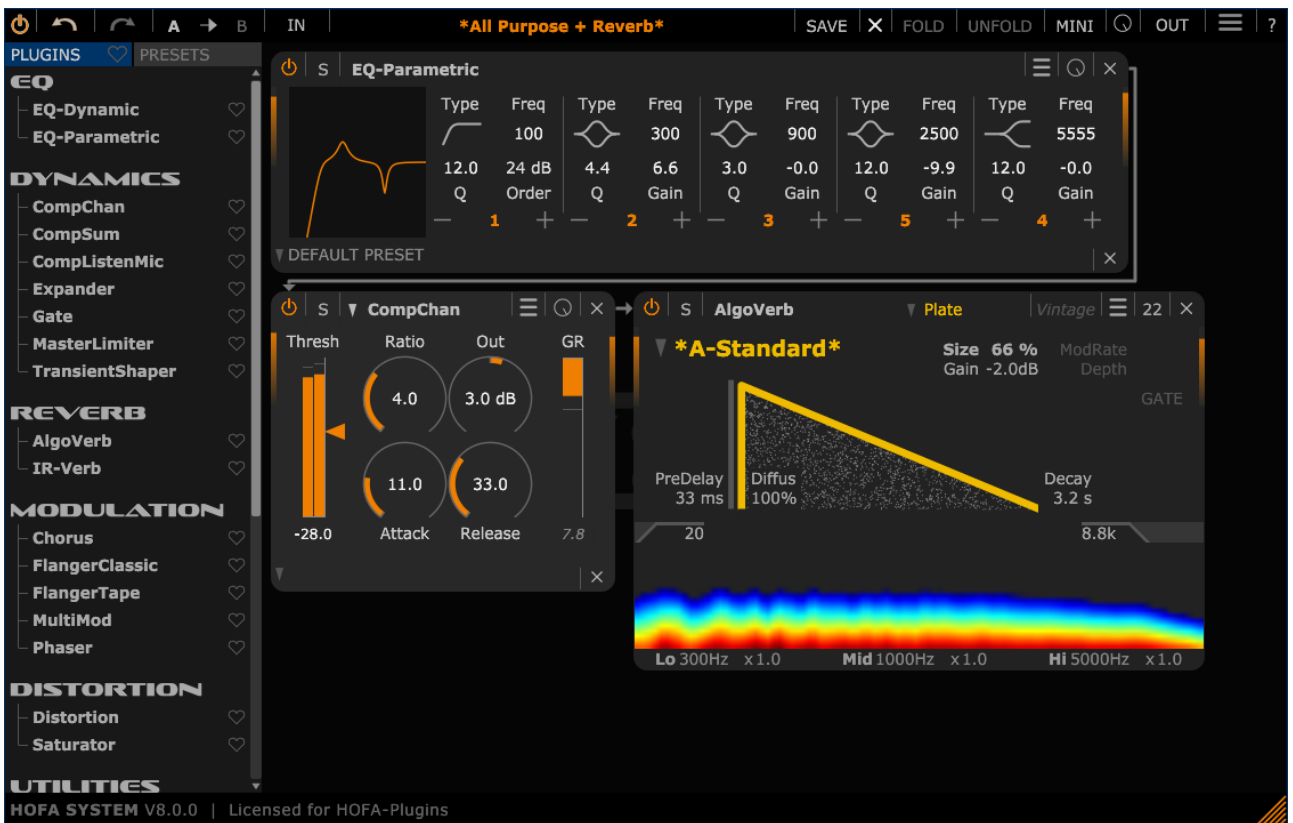 A B IN *All Purpose + Reverb* SAVE X FOLD UNFOLD MINI OUT ?
PLUGINS PRESETS
EQ
EQ-Dynamic
EQ-Parametric
DYNAMICS
CompChan
CompSum
CompListenMic
Expander
Gate
MasterLimiter
TransientShaper
REVERB
AlgoVerb
IR-Verb
MODULATION
Chorus
FlangerClassic
FlangerTape
MultiMod
Phaser
DISTORTION
Distortion
Saturator
UTILITIES
S EQ-Parametric
Type Freq Type Freq Type Freq Type Freq Type Freq
100 300 900 2500 5555
12.0 24 dB 4.4 6.6 3.0 -0.0 12.0 -9.9 12.0 -0.0
Q Order Q Gain Q Gain Q Gain Q Gain
1 2 3 5 4
DEFAULT PRESET
S CompChan
Thresh Ratio Out GR
4.0 3.0 dB
11.0 33.0
-28.0 Attack Release 7.8
S AlgoVerb Plate Vintage 22
*A-Standard* Size 66 % ModRate
Gain -2.0dB Depth
GATE
PreDelay Diffus Decay
33 ms 100% 3.2 s
20 8.8k
Lo 300Hz x 1.0 Mid 1000Hz x 1.0 Hi 5000Hz x 1.0
HOFA SYSTEM V8.0.0 | Licensed for HOFA-Plugins